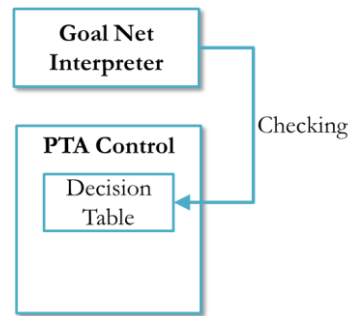 Goal Net
Interpreter
Checking
PTA Control
Decision
Table